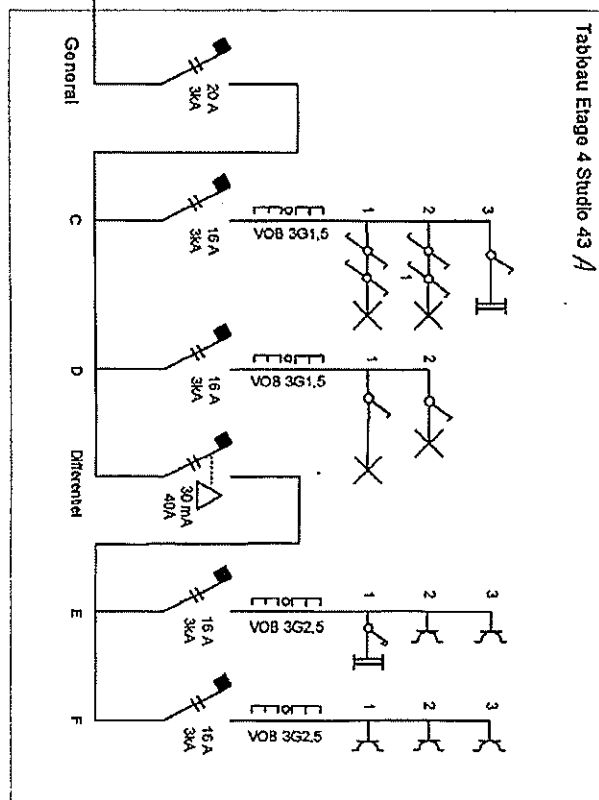 Tableau Etage 4 Studio 43 A
General
20 A
3kA
C
16 A
3kA
VOB 3G1,5
1
2
1
3
D
16 A
3kA
VOB 3G1,5
1
2
Differentiel
30 mA
40A
E
16 A
3kA
VOB 3G2,5
1
2
3
F
16 A
3kA
VOB 3G2,5
1
2
3